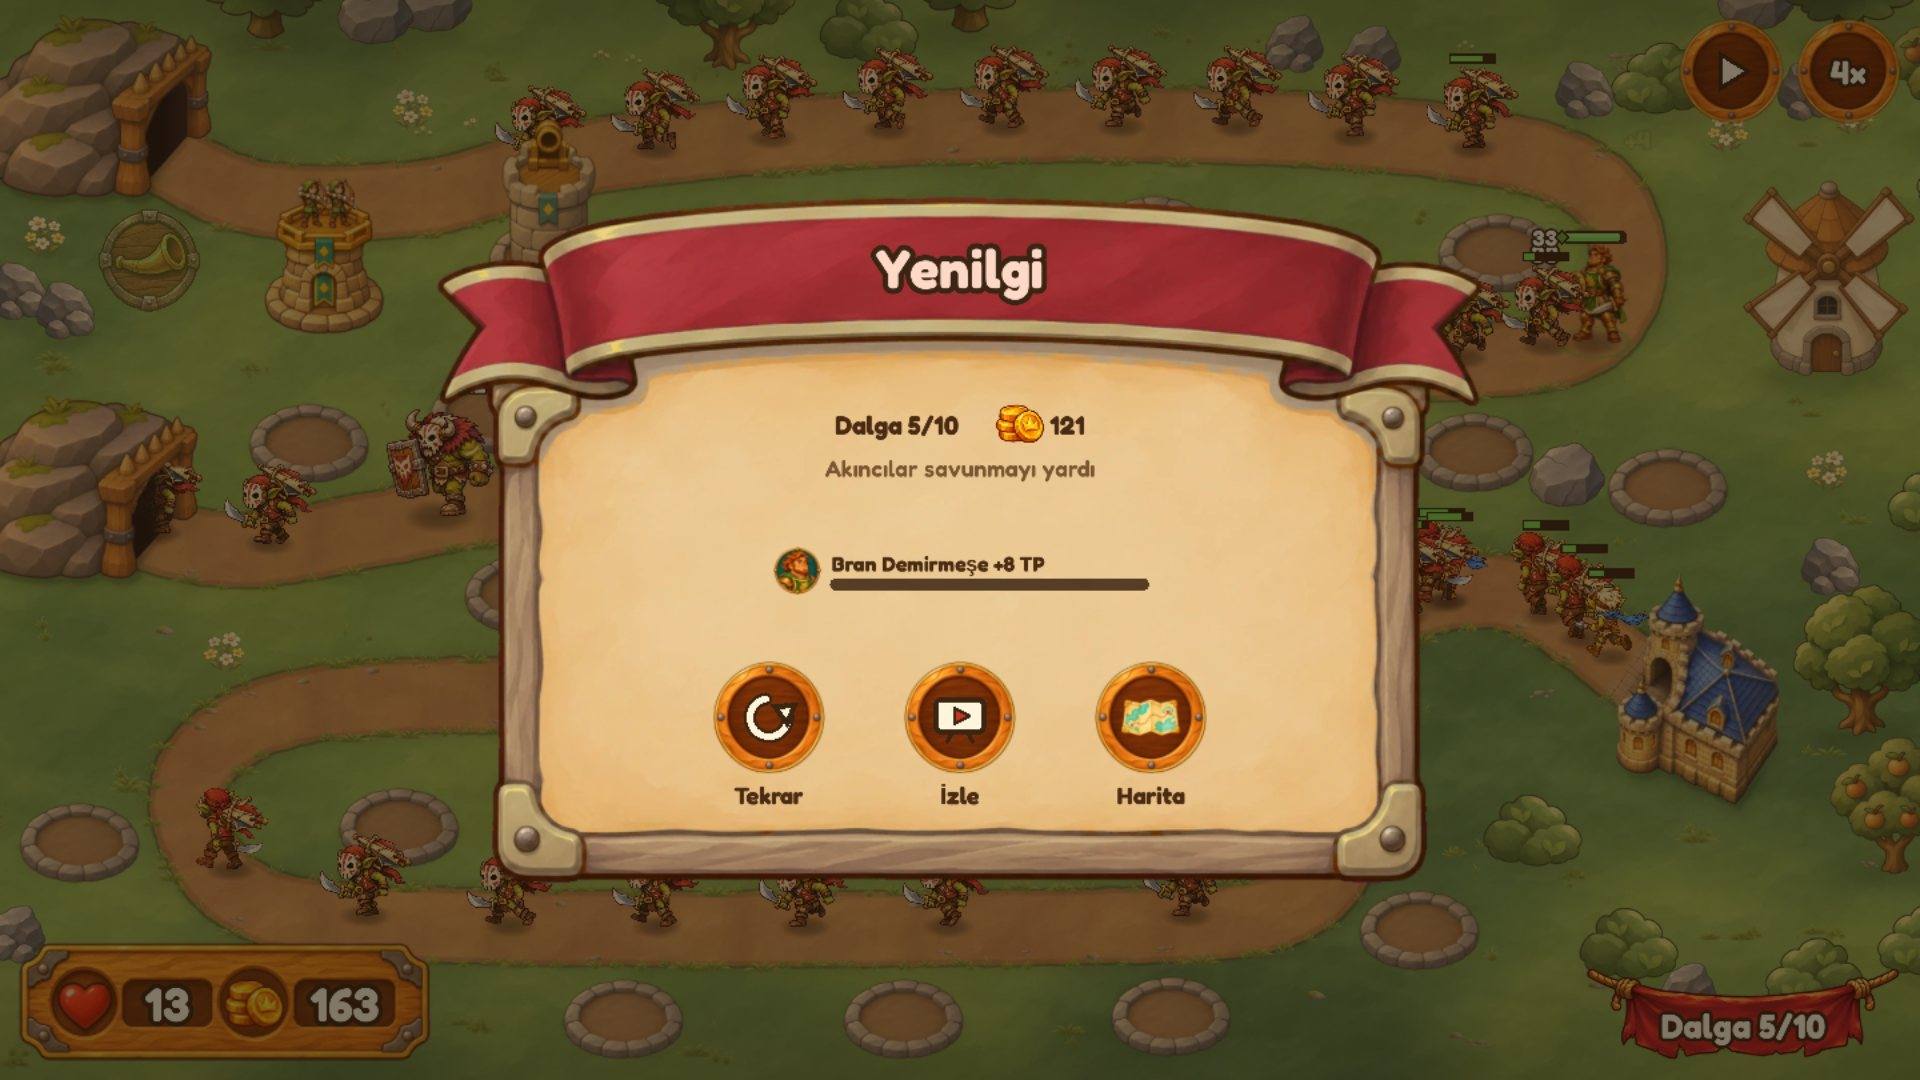 4x
33
Yenilgi
Dalga 5/10 121
Akıncılar savunmayı yardı
Bran Demirmeşe +8 TP
Tekrar İzle Harita
13 163
Dalga 5/10